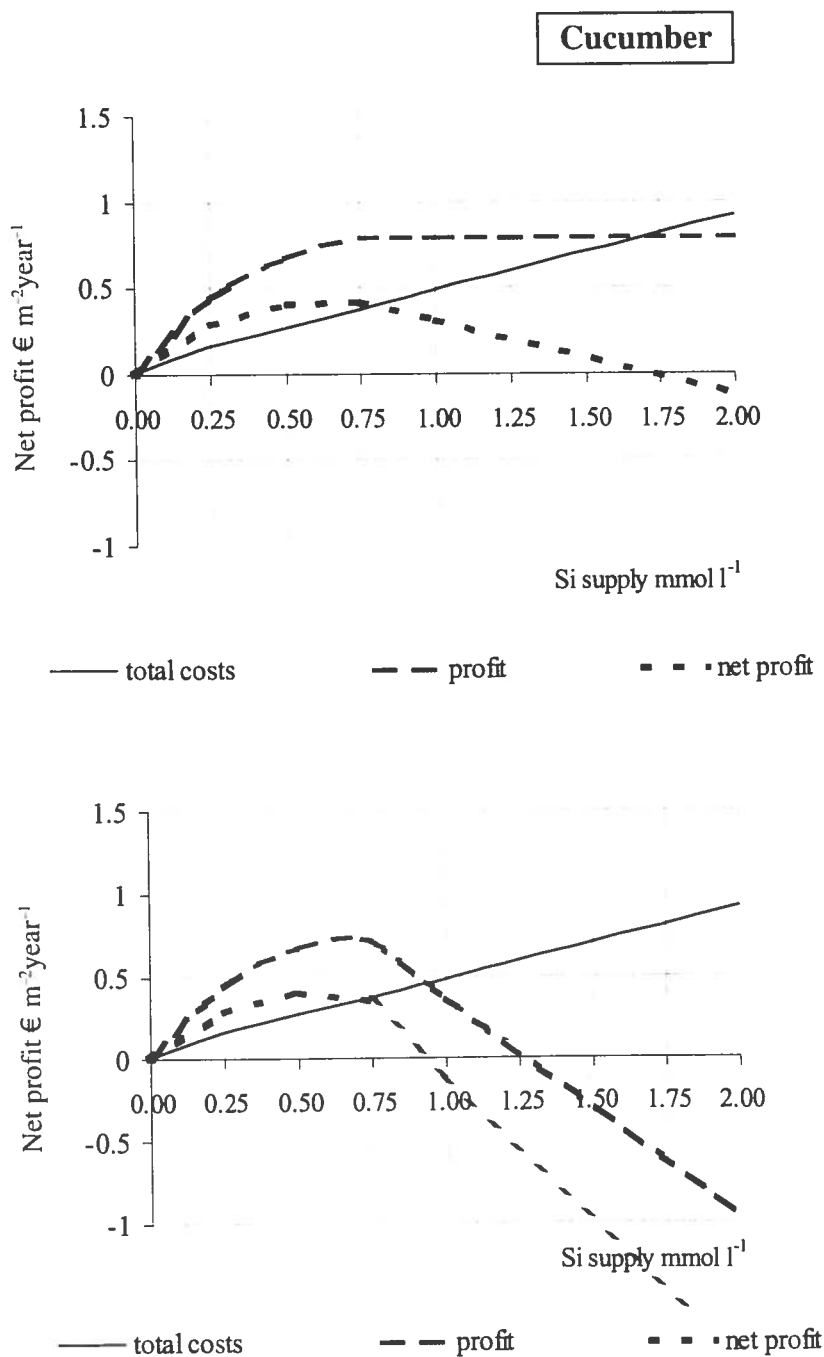 Cucumber
1.5
1
0.5
0
-0.5
-1
0.00 0.25 0.50 0.75 1.00 1.25 1.50 1.75 2.00
Net profit € m⁻²year⁻¹
Si supply mmol l⁻¹
total costs profit net profit
1.5
1
0.5
0
-0.5
-1
0.00 0.25 0.50 0.75 1.00 1.25 1.50 1.75 2.00
Net profit € m⁻²year⁻¹
Si supply mmol l⁻¹
total costs profit net profit